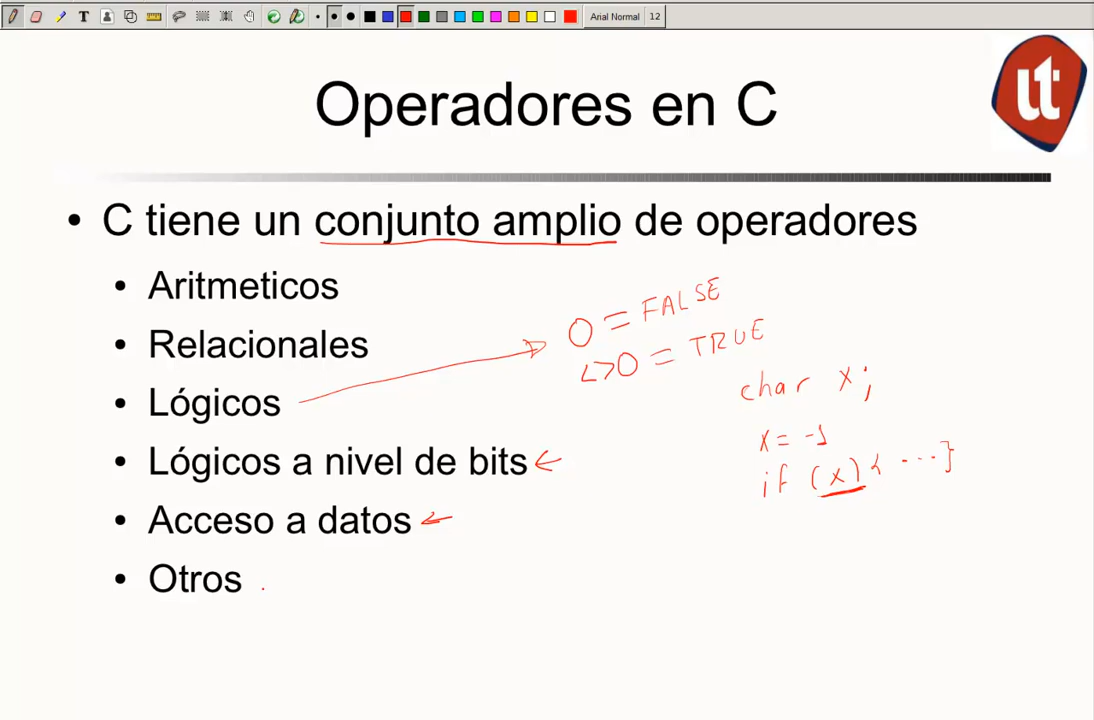 T Arial Normal 12
Operadores en C
ut
• C tiene un conjunto amplio de operadores
• Aritmeticos
• Relacionales
• Lógicos
• Lógicos a nivel de bits
• Acceso a datos
• Otros
0 = FALSE
<>0 = TRUE
char x;
x = -1
if (x) { ... }